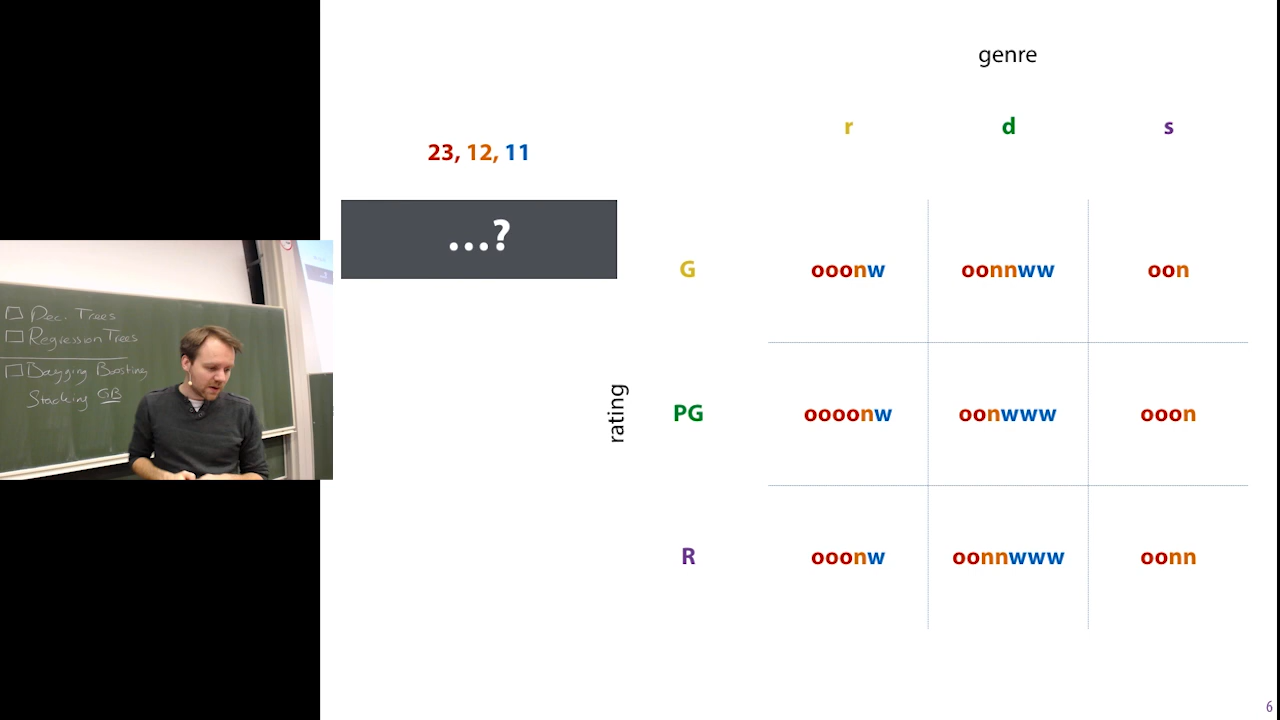 genre
r d s
23, 12, 11
...?
G ooonw oonnww oon
rating
PG oooonw oonwww ooon
R ooonw oonnwww oonn
6
Dec. Trees
Regression Trees
Bagging Boosting
Stacking GB